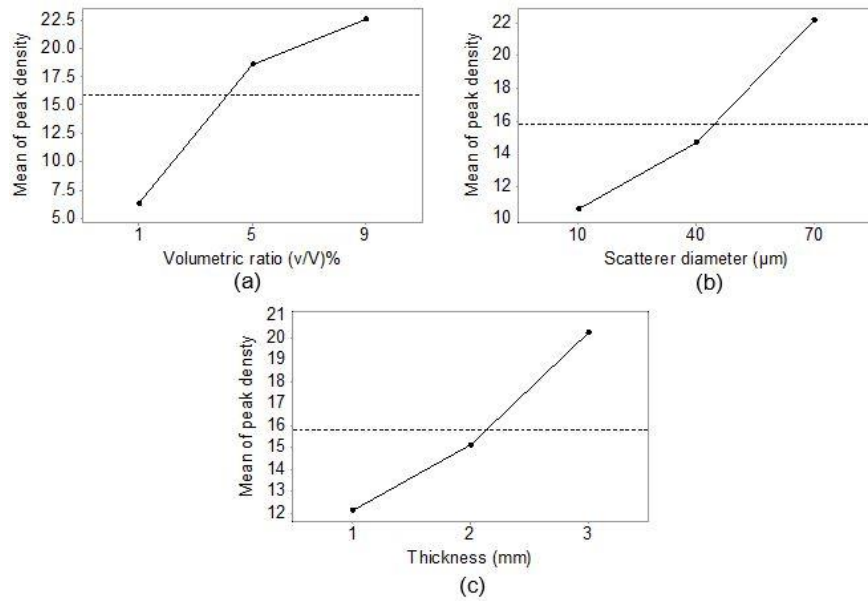 Mean of peak density
22.5
20.0
17.5
15.0
12.5
10.0
7.5
5.0
1 5 9
Volumetric ratio (v/V)%
(a)
Mean of peak density
22
20
18
16
14
12
10
10 40 70
Scatterer diameter (µm)
(b)
Mean of peak densty
21
20
19
18
17
16
15
14
13
12
1 2 3
Thickness (mm)
(c)